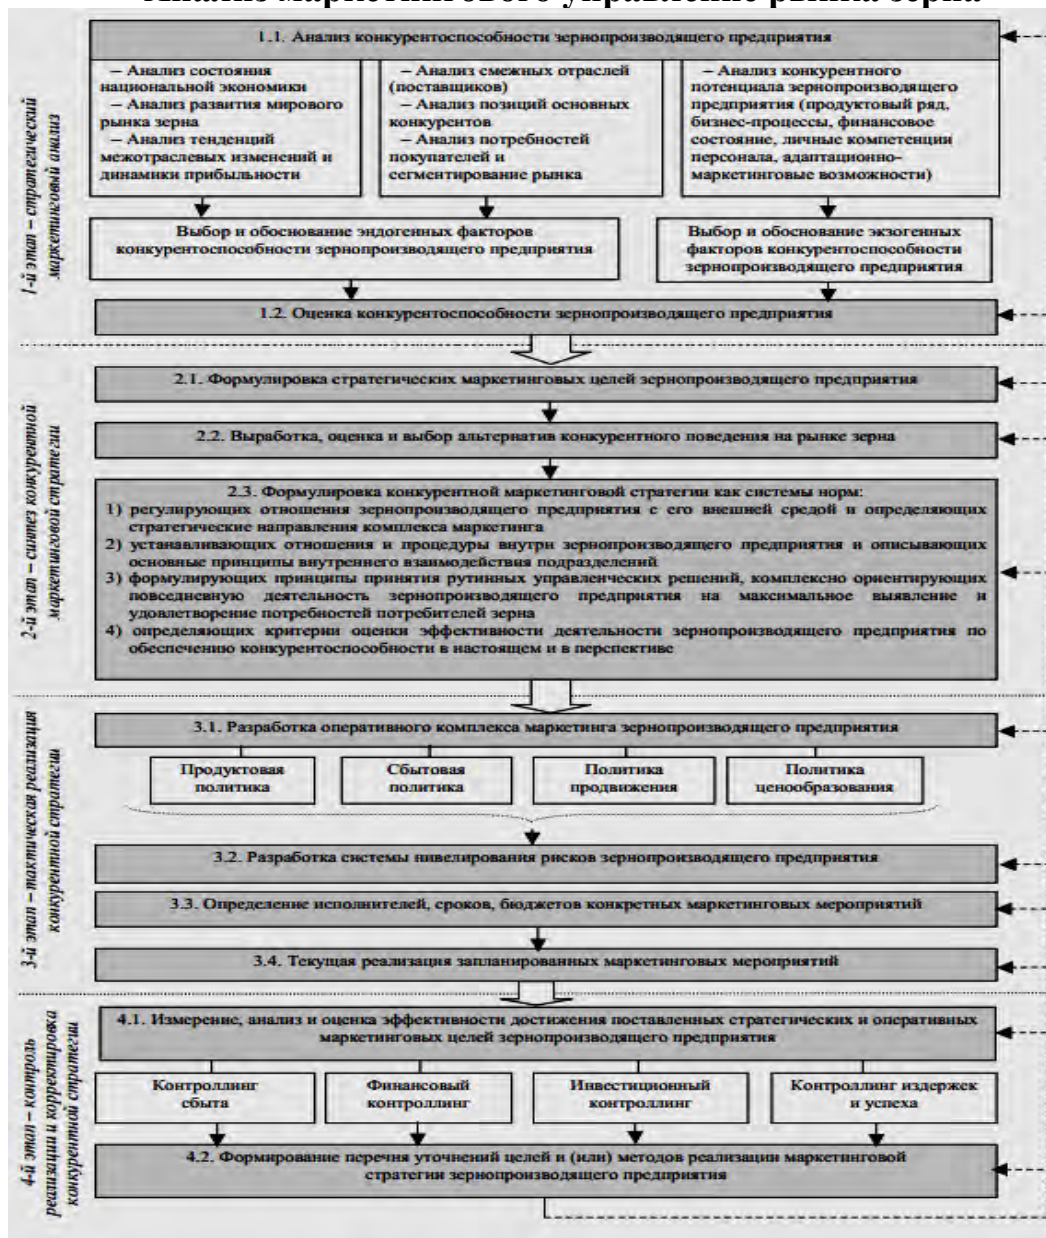 Анализ маркетингового управление рынка зерна
1-й этап – стратегический
маркетинговый анализ
1.1. Анализ конкурентоспособности зернопроизводящего предприятия
– Анализ состояния
национальной экономики
– Анализ развития мирового
рынка зерна
– Анализ тенденций
межотраслевых изменений и
динамики прибыльности
– Анализ смежных отраслей
(поставщиков)
– Анализ позиций основных
конкурентов
– Анализ потребностей
покупателей и
сегментирование рынка
– Анализ конкурентного
потенциала зернопроизводящего
предприятия (продуктовый ряд,
бизнес-процессы, финансовое
состояние, личные компетенции
персонала, адаптационно-
маркетинговые возможности)
Выбор и обоснование эндогенных факторов
конкурентоспособности зернопроизводящего предприятия
Выбор и обоснование экзогенных
факторов конкурентоспособности
зернопроизводящего предприятия
1.2. Оценка конкурентоспособности зернопроизводящего предприятия
2-й этап – синтез конкурентной
маркетинговой стратегии
2.1. Формулировка стратегических маркетинговых целей зернопроизводящего предприятия
2.2. Выработка, оценка и выбор альтернатив конкурентного поведения на рынке зерна
2.3. Формулировка конкурентной маркетинговой стратегии как системы норм:
1) регулирующих отношения зернопроизводящего предприятия с его внешней средой и определяющих
стратегические направления комплекса маркетинга
2) устанавливающих отношения и процедуры внутри зернопроизводящего предприятия и описывающих
основные принципы внутреннего взаимодействия подразделений
3) формулирующих принципы принятия рутинных управленческих решений, комплексно ориентирующих
повседневную деятельность зернопроизводящего предприятия на максимальное выявление и
удовлетворение потребностей потребителей зерна
4) определяющих критерии оценки эффективности деятельности зернопроизводящего предприятия по
обеспечению конкурентоспособности в настоящем и в перспективе
3-й этап – тактическая реализация
конкурентной стратегии
3.1. Разработка оперативного комплекса маркетинга зернопроизводящего предприятия
Продуктовая
политика
Сбытовая
политика
Политика
продвижения
Политика
ценообразования
3.2. Разработка системы нивелирования рисков зернопроизводящего предприятия
3.3. Определение исполнителей, сроков, бюджетов конкретных маркетинговых мероприятий
3.4. Текущая реализация запланированных маркетинговых мероприятий
4-й этап – контроль
реализации и корректировка
конкурентной стратегии
4.1. Измерение, анализ и оценка эффективности достижения поставленных стратегических и оперативных
маркетинговых целей зернопроизводящего предприятия
Контроллинг
сбыта
Финансовый
контроллинг
Инвестиционный
контроллинг
Контроллинг издержек
и успеха
4.2. Формирование перечня уточнений целей и (или) методов реализации маркетинговой
стратегии зернопроизводящего предприятия